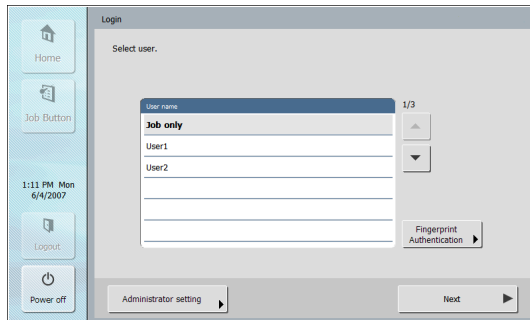 Login
Home
Job Button
1:11 PM Mon
6/4/2007
Logout
Power off
Select user.
User name
1/3
Job only
User1
User2
Fingerprint
Authentication
Administrator setting
Next